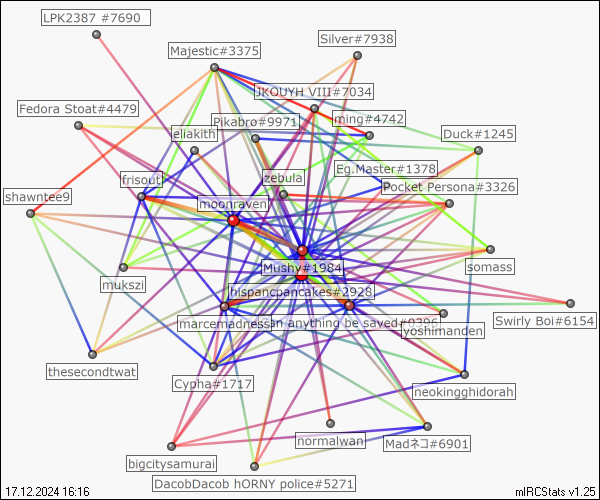 LPK2387 #7690
Silver#7938
Majestic#3375
JKOUYH VIII#7034
Fedora Stoat#4479
Pikabro#9971
ming#4742
eliakith
Duck#1245
Eg.Master#1378
frisout
zebula
Pocket Persona#3326
shawntee9
moonraven
somass
Mushy#1984
mukszi
hispancpancakes#2928
Swirly Boi#6154
marcemadness
an anything be saved
yoshimanden
thesecondtwat
Cypha#1717
neokingghidorah
normalwan
Madネコ#6901
bigcitysamurai
DacobDacob hORNY police#5271
17.12.2024 16:16
mIRCStats v1.25